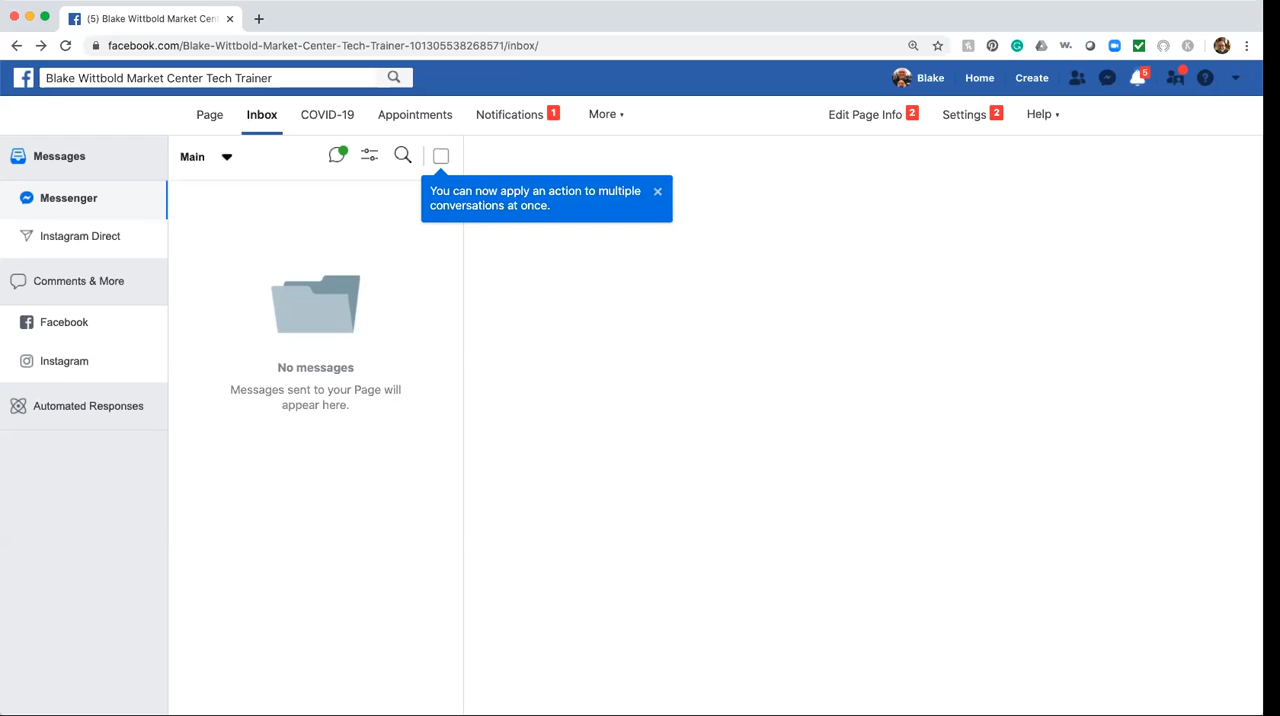 (5) Blake Wittbold Market Cent
facebook.com/Blake-Wittbold-Market-Center-Tech-Trainer-101305538268571/inbox/
Blake Wittbold Market Center Tech Trainer
Blake Home Create 5
Page Inbox COVID-19 Appointments Notifications 1 More Edit Page Info 2 Settings 2 Help
Messages
Main
Messenger
You can now apply an action to multiple
conversations at once.
Instagram Direct
Comments & More
Facebook
Instagram
Automated Responses
No messages
Messages sent to your Page will
appear here.